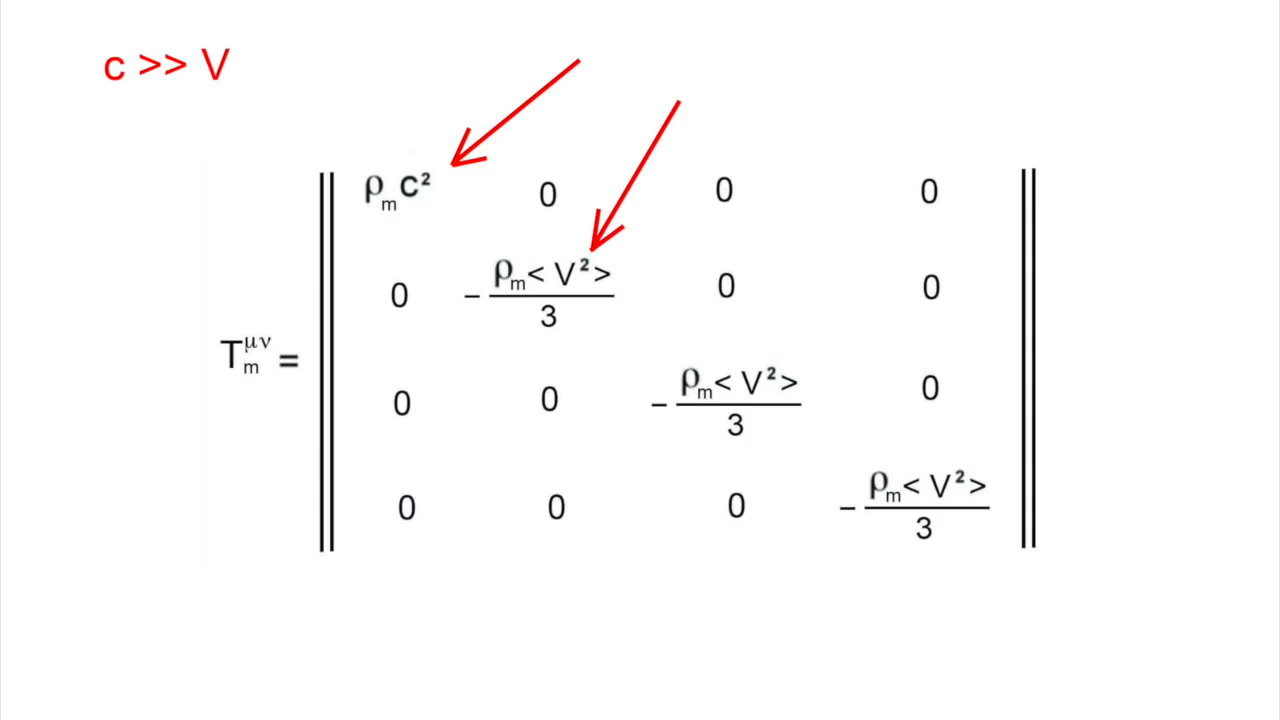 c >> V
ρₘ c² 0 0 0
0 − ρₘ< V²> / 3 0 0
Tₘ^μν =
0 0 − ρₘ< V²> / 3 0
0 0 0 − ρₘ< V²> / 3